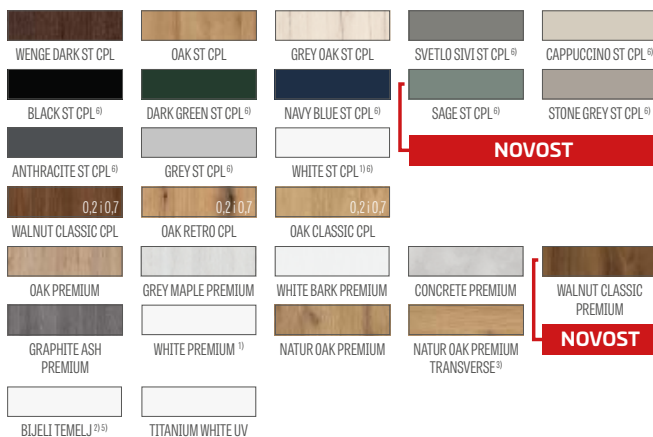 WENGE DARK ST CPL
OAK ST CPL
GREY OAK ST CPL
SVETLO SIVI ST CPL 6)
CAPPUCCINO ST CPL 6)
BLACK ST CPL 6)
DARK GREEN ST CPL 6)
NAVY BLUE ST CPL 6)
SAGE ST CPL 6)
STONE GREY ST CPL 6)
NOVOST
ANTHRACITE ST CPL 6)
GREY ST CPL 6)
WHITE ST CPL 1) 6)
0,2 i 0,7
0,2 i 0,7
0,2 i 0,7
WALNUT CLASSIC CPL
OAK RETRO CPL
OAK CLASSIC CPL
OAK PREMIUM
GREY MAPLE PREMIUM
WHITE BARK PREMIUM
CONCRETE PREMIUM
WALNUT CLASSIC
PREMIUM
NOVOST
GRAPHITE ASH
PREMIUM
WHITE PREMIUM 1)
NATUR OAK PREMIUM
NATUR OAK PREMIUM
TRANSVERSE 3)
BIJELI TEMELJ 2) 5)
TITANIUM WHITE UV